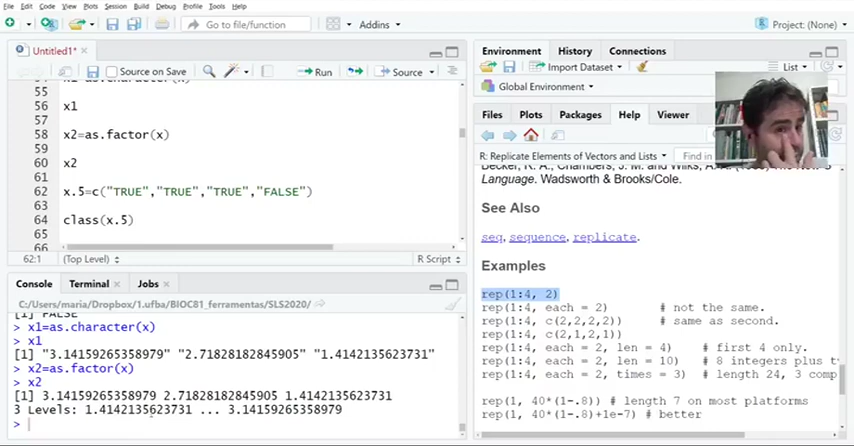 File Edit Code View Plots Session Build Debug Profile Tools Help
Go to file/function
Addins
Project: (None)
Untitled1*
Source on Save
Run
Source
55
56 x1
57
58 x2=as.factor(x)
59
60 x2
61
62 x.5=c("TRUE","TRUE","TRUE","FALSE")
63
64 class(x.5)
65
66
62:1 (Top Level) R Script
Console Terminal Jobs
C:/Users/maria/Dropbox/1.ufba/BIOC81_ferramentas/SLS2020/
[1] FALSE
> x1=as.character(x)
> x1
[1] "3.14159265358979" "2.71828182845905" "1.4142135623731"
> x2=as.factor(x)
> x2
[1] 3.14159265358979 2.71828182845905 1.4142135623731
3 Levels: 1.4142135623731 ... 3.14159265358979
>
Environment History Connections
Import Dataset
List
Global Environment
Files Plots Packages Help Viewer
R: Replicate Elements of Vectors and Lists
Find in
Language. Wadsworth & Brooks/Cole.
See Also
seq, sequence, replicate.
Examples
rep(1:4, 2)
rep(1:4, each = 2) # not the same.
rep(1:4, c(2,2,2,2)) # same as second.
rep(1:4, c(2,1,2,1))
rep(1:4, each = 2, len = 4) # first 4 only.
rep(1:4, each = 2, len = 10) # 8 integers plus t
rep(1:4, each = 2, times = 3) # length 24, 3 comp
rep(1, 40*(1-.8)) # length 7 on most platforms
rep(1, 40*(1-.8)+1e-7) # better